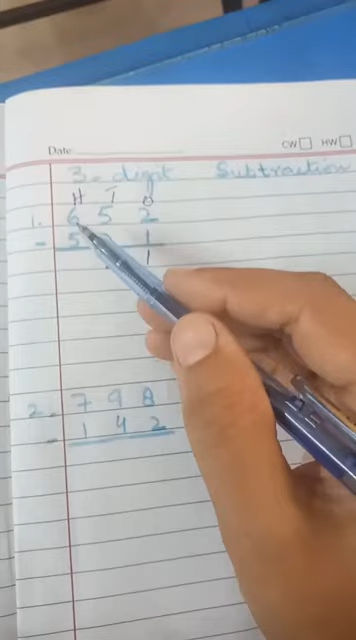 Date CW HW
3-digit Subtraction
H T O
1. 6 5 2
- 5 1
1
2. 7 9 8
- 1 4 2